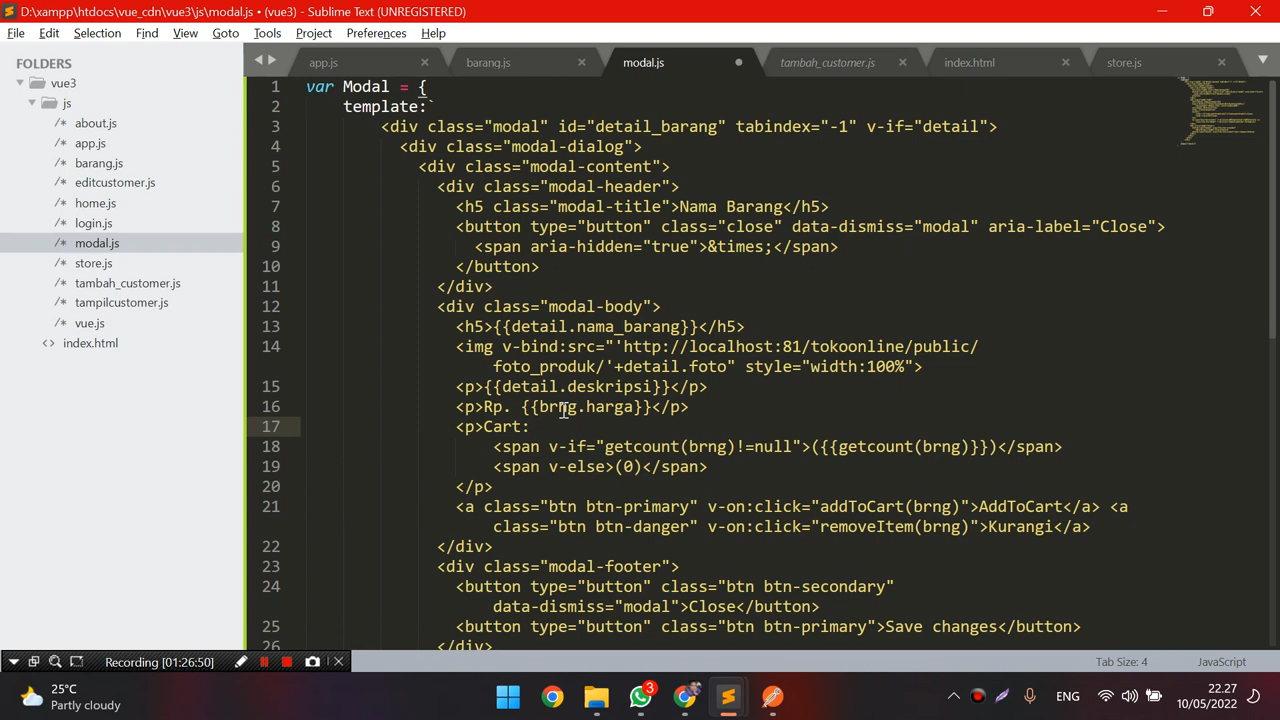 D:\xampp\htdocs\vue_cdn\vue3\js\modal.js • (vue3) - Sublime Text (UNREGISTERED)
File Edit Selection Find View Goto Tools Project Preferences Help
FOLDERS
vue3
js
/* about.js
/* app.js
/* barang.js
/* editcustomer.js
/* home.js
/* login.js
/* modal.js
/* store.js
/* tambah_customer.js
/* tampilcustomer.js
/* vue.js
<> index.html
app.js barang.js modal.js tambah_customer.js index.html store.js
1 var Modal = {
2 template:`
3 <div class="modal" id="detail_barang" tabindex="-1" v-if="detail">
4 <div class="modal-dialog">
5 <div class="modal-content">
6 <div class="modal-header">
7 <h5 class="modal-title">Nama Barang</h5>
8 <button type="button" class="close" data-dismiss="modal" aria-label="Close">
9 <span aria-hidden="true">&times;</span>
10 </button>
11 </div>
12 <div class="modal-body">
13 <h5>{{detail.nama_barang}}</h5>
14 <img v-bind:src="'http://localhost:81/tokoonline/public/
foto_produk/'+detail.foto" style="width:100%">
15 <p>{{detail.deskripsi}}</p>
16 <p>Rp. {{brng.harga}}</p>
17 <p>Cart:
18 <span v-if="getcount(brng)!=null">({{getcount(brng)}})</span>
19 <span v-else>(0)</span>
20 </p>
21 <a class="btn btn-primary" v-on:click="addToCart(brng)">AddToCart</a> <a
class="btn btn-danger" v-on:click="removeItem(brng)">Kurangi</a>
22 </div>
23 <div class="modal-footer">
24 <button type="button" class="btn btn-secondary"
data-dismiss="modal">Close</button>
25 <button type="button" class="btn btn-primary">Save changes</button>
26 </div>
Recording [01:26:50]
Tab Size: 4 JavaScript
25°C
Partly cloudy
3
ENG
22.27
10/05/2022